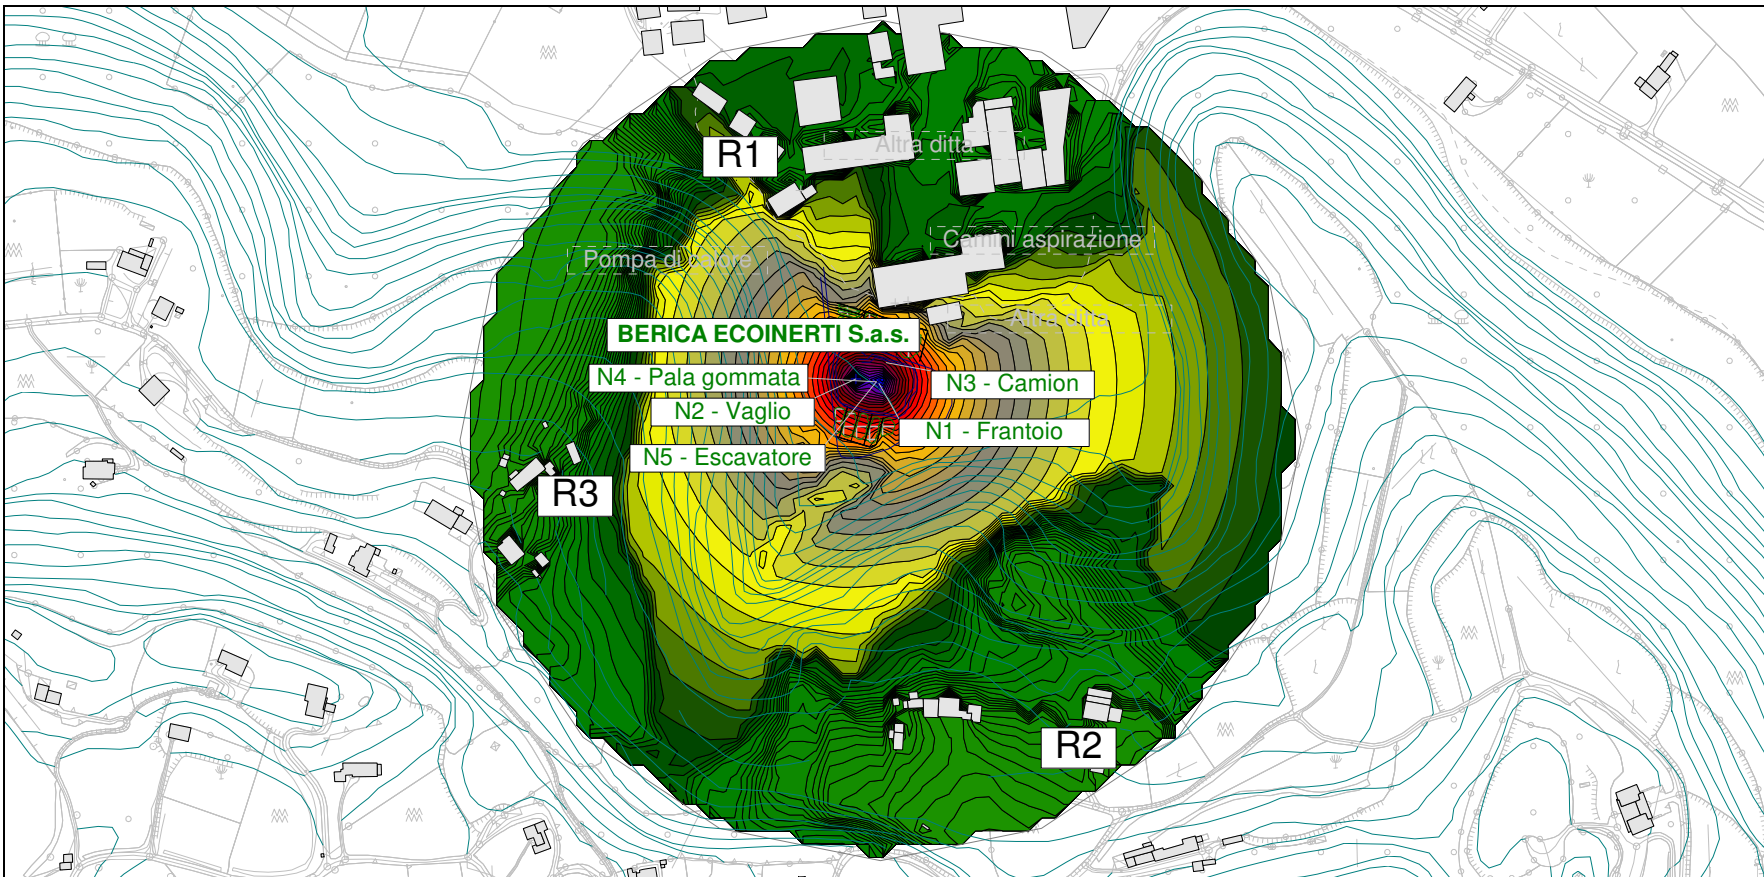 Altra ditta
R1
Camini aspirazione
Pompa di calore
Altra ditta
BERICA ECOINERTI S.a.s.
N4 - Pala gommata
N3 - Camion
N2 - Vaglio
N1 - Frantoio
N5 - Escavatore
R3
R2